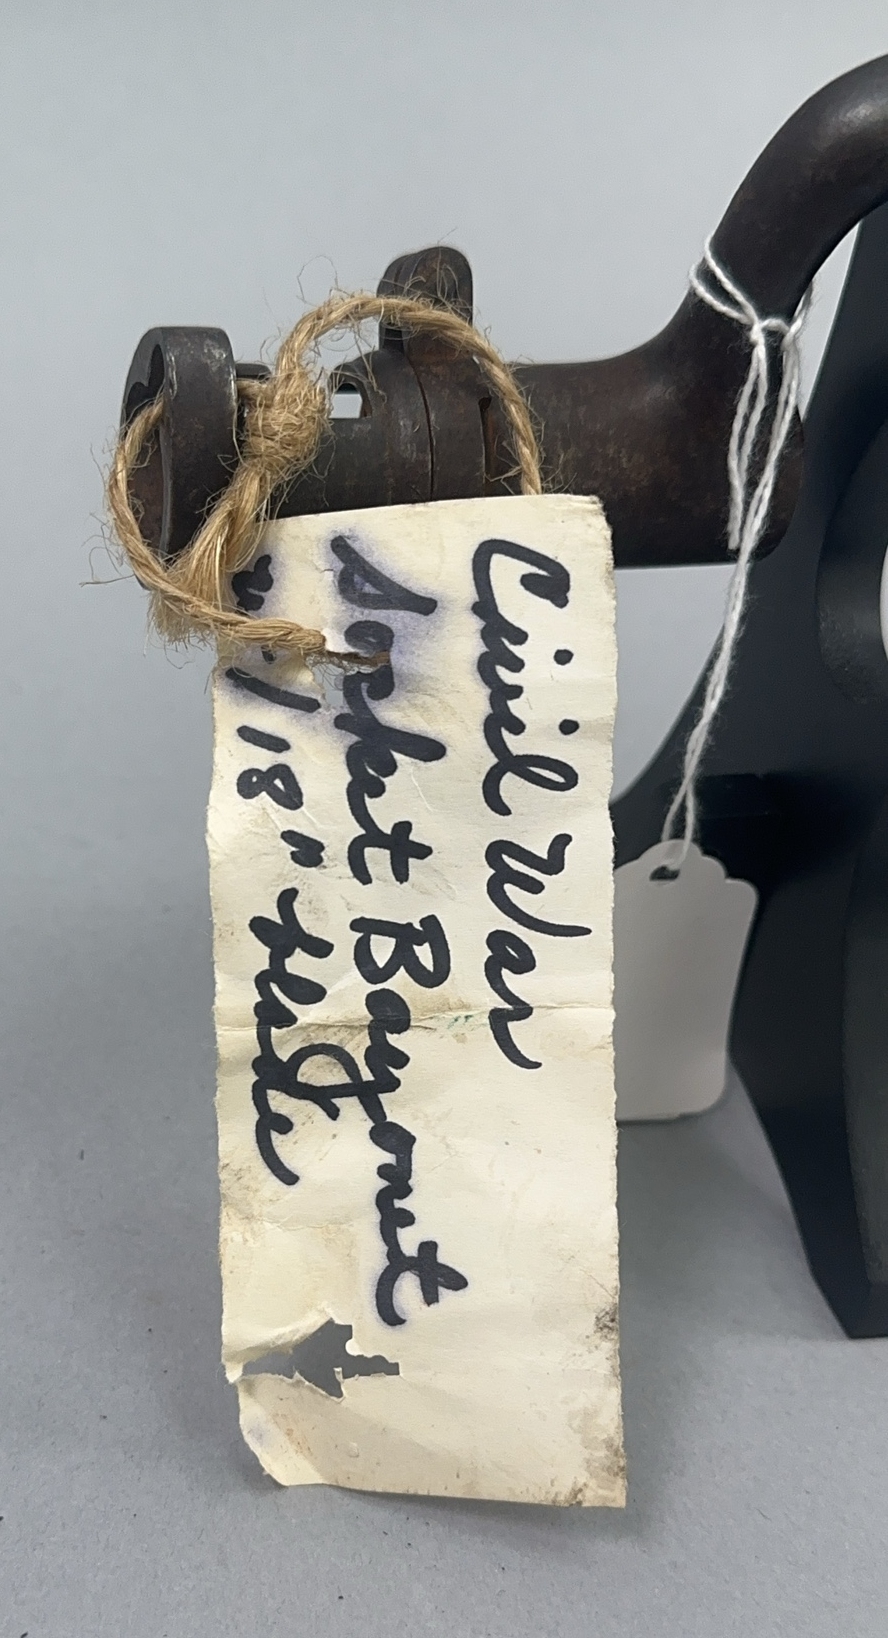 Civil War
Socket Bayonet
w/18" blade